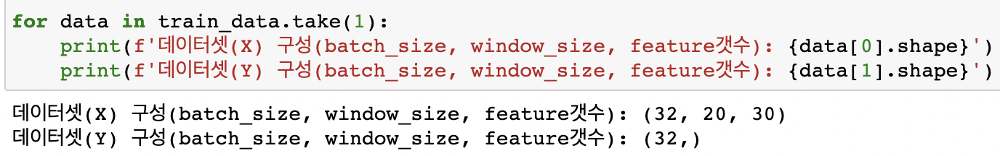 for data in train_data.take(1):
    print(f'데이터셋(X) 구성(batch_size, window_size, feature갯수): {data[0].shape}')
    print(f'데이터셋(Y) 구성(batch_size, window_size, feature갯수): {data[1].shape}')
데이터셋(X) 구성(batch_size, window_size, feature갯수): (32, 20, 30)
데이터셋(Y) 구성(batch_size, window_size, feature갯수): (32,)